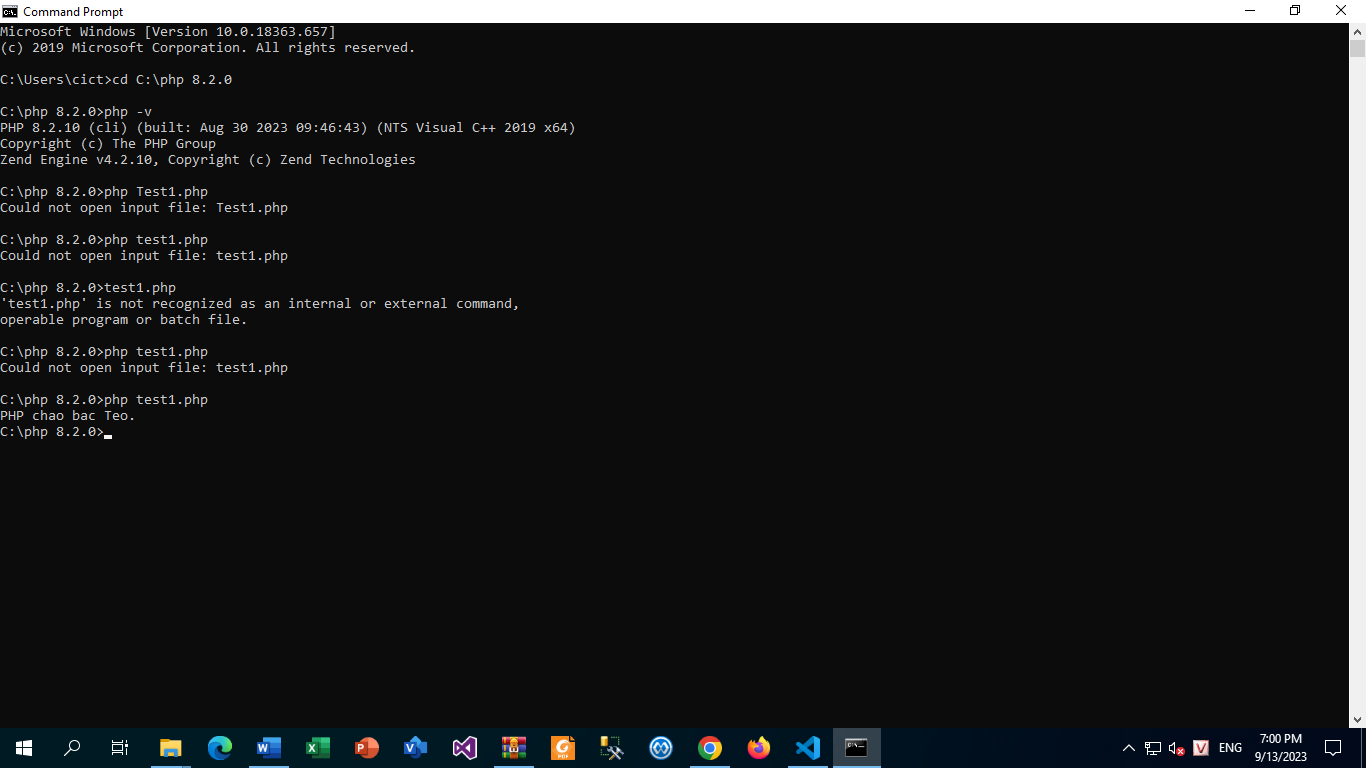 Command Prompt
Microsoft Windows [Version 10.0.18363.657]
(c) 2019 Microsoft Corporation. All rights reserved.
C:\Users\cict>cd C:\php 8.2.0
C:\php 8.2.0>php -v
PHP 8.2.10 (cli) (built: Aug 30 2023 09:46:43) (NTS Visual C++ 2019 x64)
Copyright (c) The PHP Group
Zend Engine v4.2.10, Copyright (c) Zend Technologies
C:\php 8.2.0>php Test1.php
Could not open input file: Test1.php
C:\php 8.2.0>php test1.php
Could not open input file: test1.php
C:\php 8.2.0>test1.php
'test1.php' is not recognized as an internal or external command,
operable program or batch file.
C:\php 8.2.0>php test1.php
Could not open input file: test1.php
C:\php 8.2.0>php test1.php
PHP chao bac Teo.
C:\php 8.2.0>
ENG
7:00 PM
9/13/2023